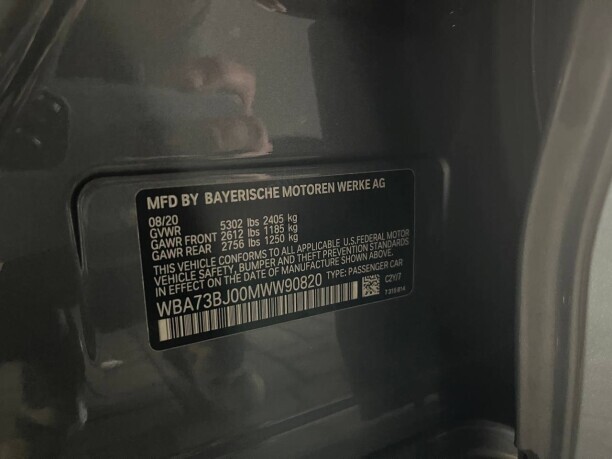 MFD BY BAYERISCHE MOTOREN WERKE AG
08/20
GVWR 5302 lbs 2405 kg
GAWR FRONT 2612 lbs 1185 kg
GAWR REAR 2756 lbs 1250 kg
THIS VEHICLE CONFORMS TO ALL APPLICABLE U.S.FEDERAL MOTOR
VEHICLE SAFETY, BUMPER AND THEFT PREVENTION STANDARDS
IN EFFECT ON THE DATE OF MANUFACTURE SHOWN ABOVE.
WBA73BJ00MWW90820 TYPE: PASSENGER CAR